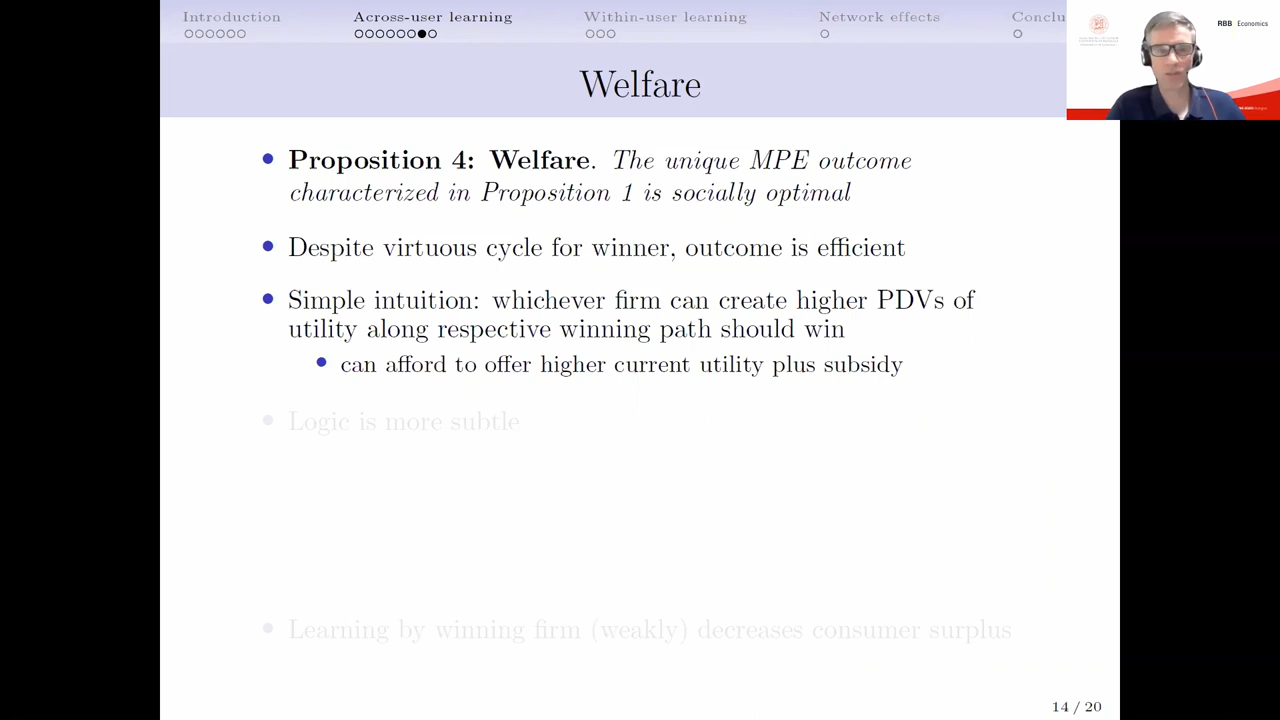 Introduction Across-user learning Within-user learning Network effects Conclu
RBB Economics
Welfare
• Proposition 4: Welfare. The unique MPE outcome
characterized in Proposition 1 is socially optimal
• Despite virtuous cycle for winner, outcome is efficient
• Simple intuition: whichever firm can create higher PDVs of
utility along respective winning path should win
• can afford to offer higher current utility plus subsidy
• Logic is more subtle
• Learning by winning firm (weakly) decreases consumer surplus
14 / 20